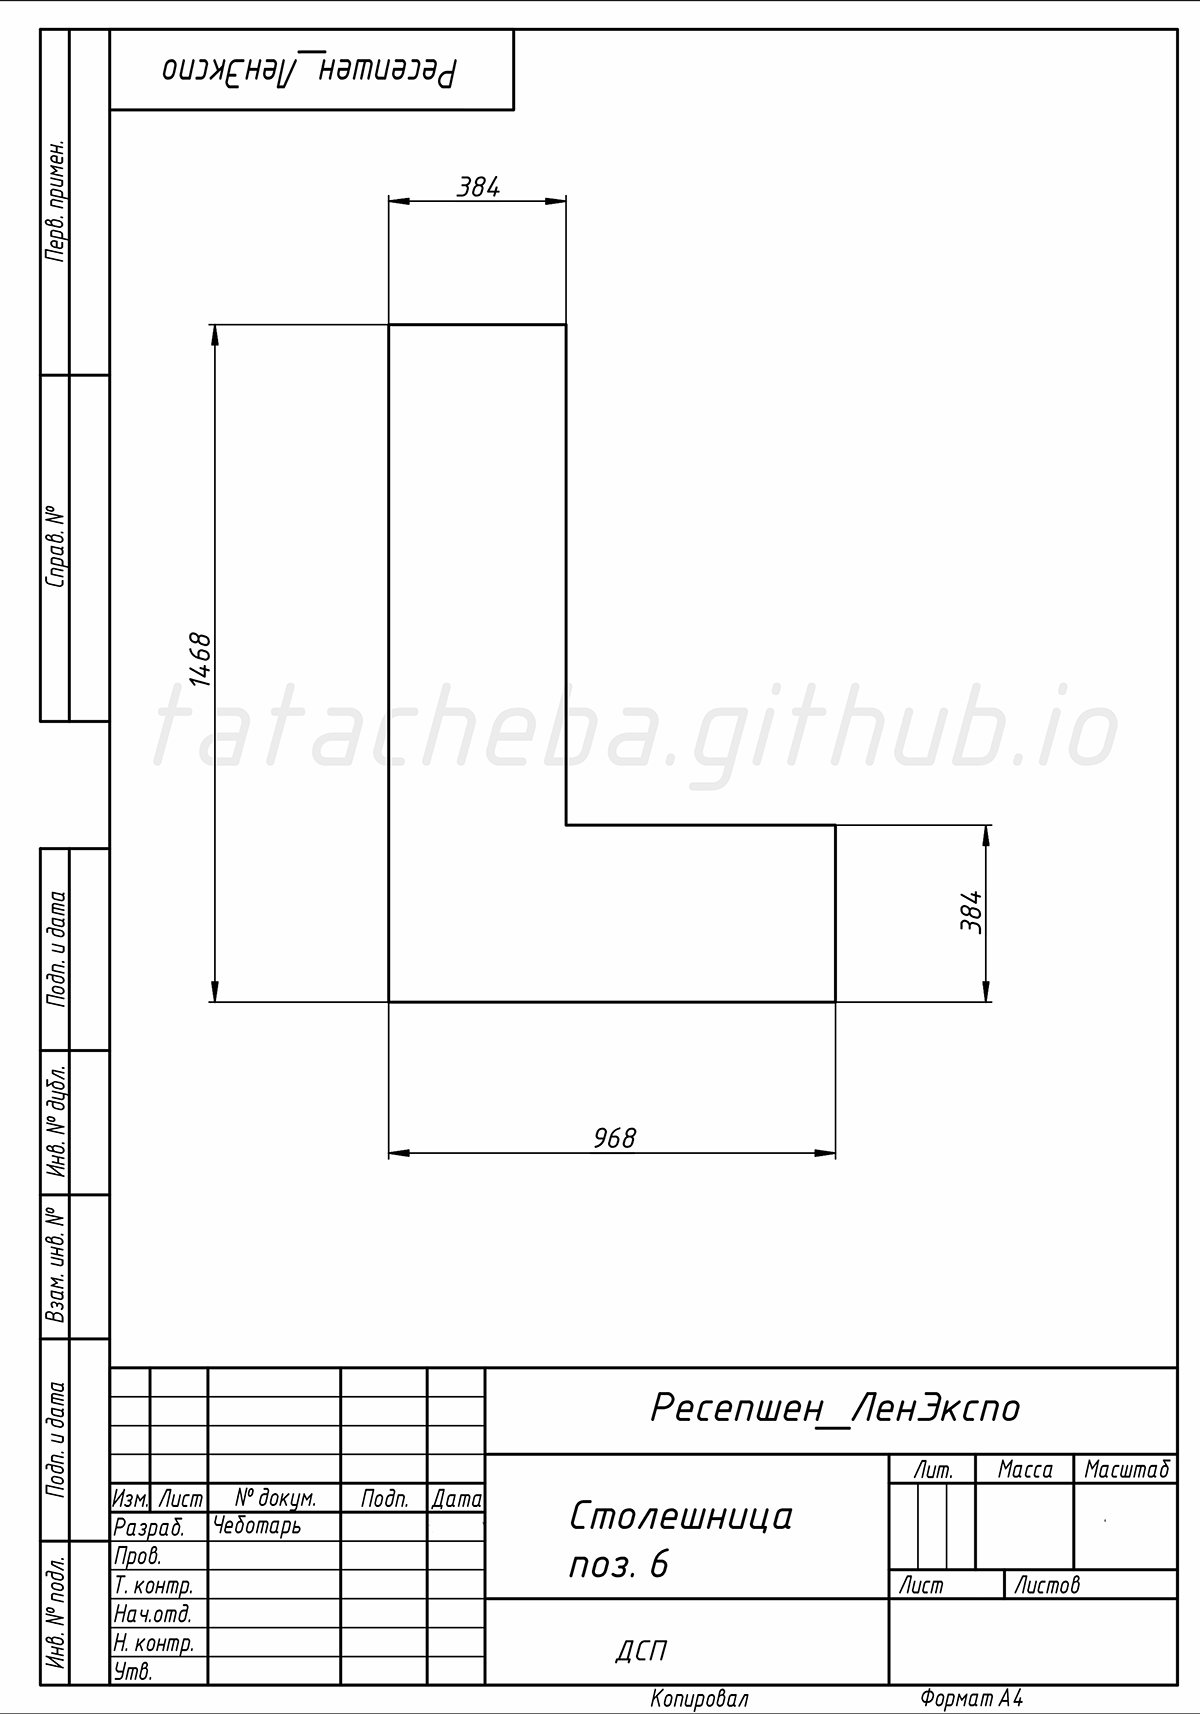 Ресепшен_ЛенЭкспо
Перв. примен.
Справ. №
Подп. и дата
Инв. № дубл.
Взам. инв. №
Подп. и дата
Инв. № подл.
384
1468
tatacheba.github.io
384
968
Ресепшен_ЛенЭкспо
Изм. Лист № докум. Подп. Дата
Разраб. Чеботарь
Пров.
Т. контр.
Нач.отд.
Н. контр.
Утв.
Столешница
поз. 6
Лит. Масса Масштаб
Лист Листов
ДСП
Копировал Формат А4